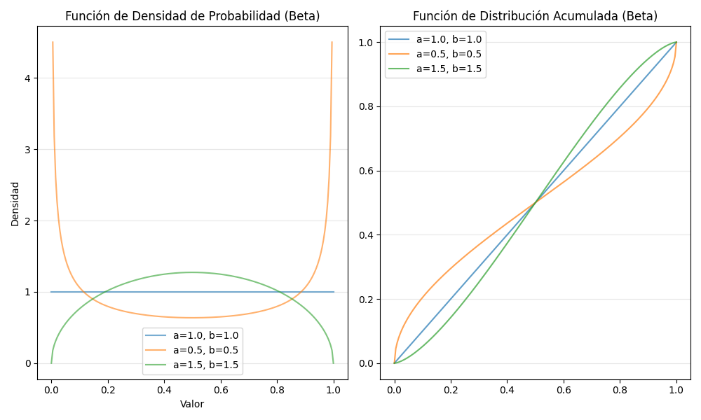 Función de Densidad de Probabilidad (Beta)
Densidad
4
3
2
1
0
a=1.0, b=1.0
a=0.5, b=0.5
a=1.5, b=1.5
0.0 0.2 0.4 0.6 0.8 1.0
Valor
Función de Distribución Acumulada (Beta)
a=1.0, b=1.0
a=0.5, b=0.5
a=1.5, b=1.5
1.0
0.8
0.6
0.4
0.2
0.0
0.0 0.2 0.4 0.6 0.8 1.0